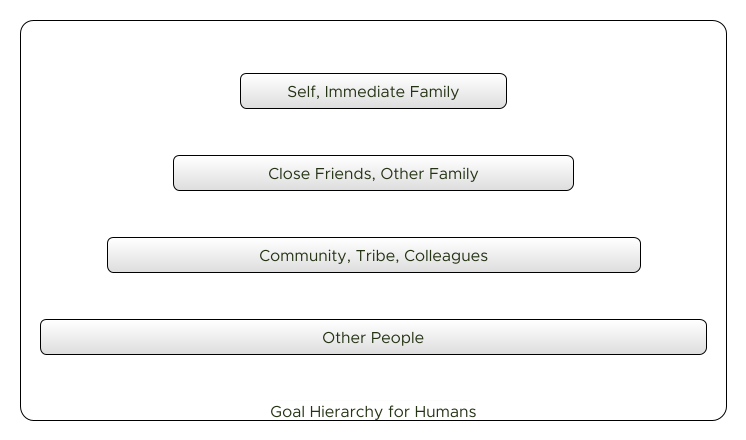 Self, Immediate Family
Close Friends, Other Family
Community, Tribe, Colleagues
Other People
Goal Hierarchy for Humans